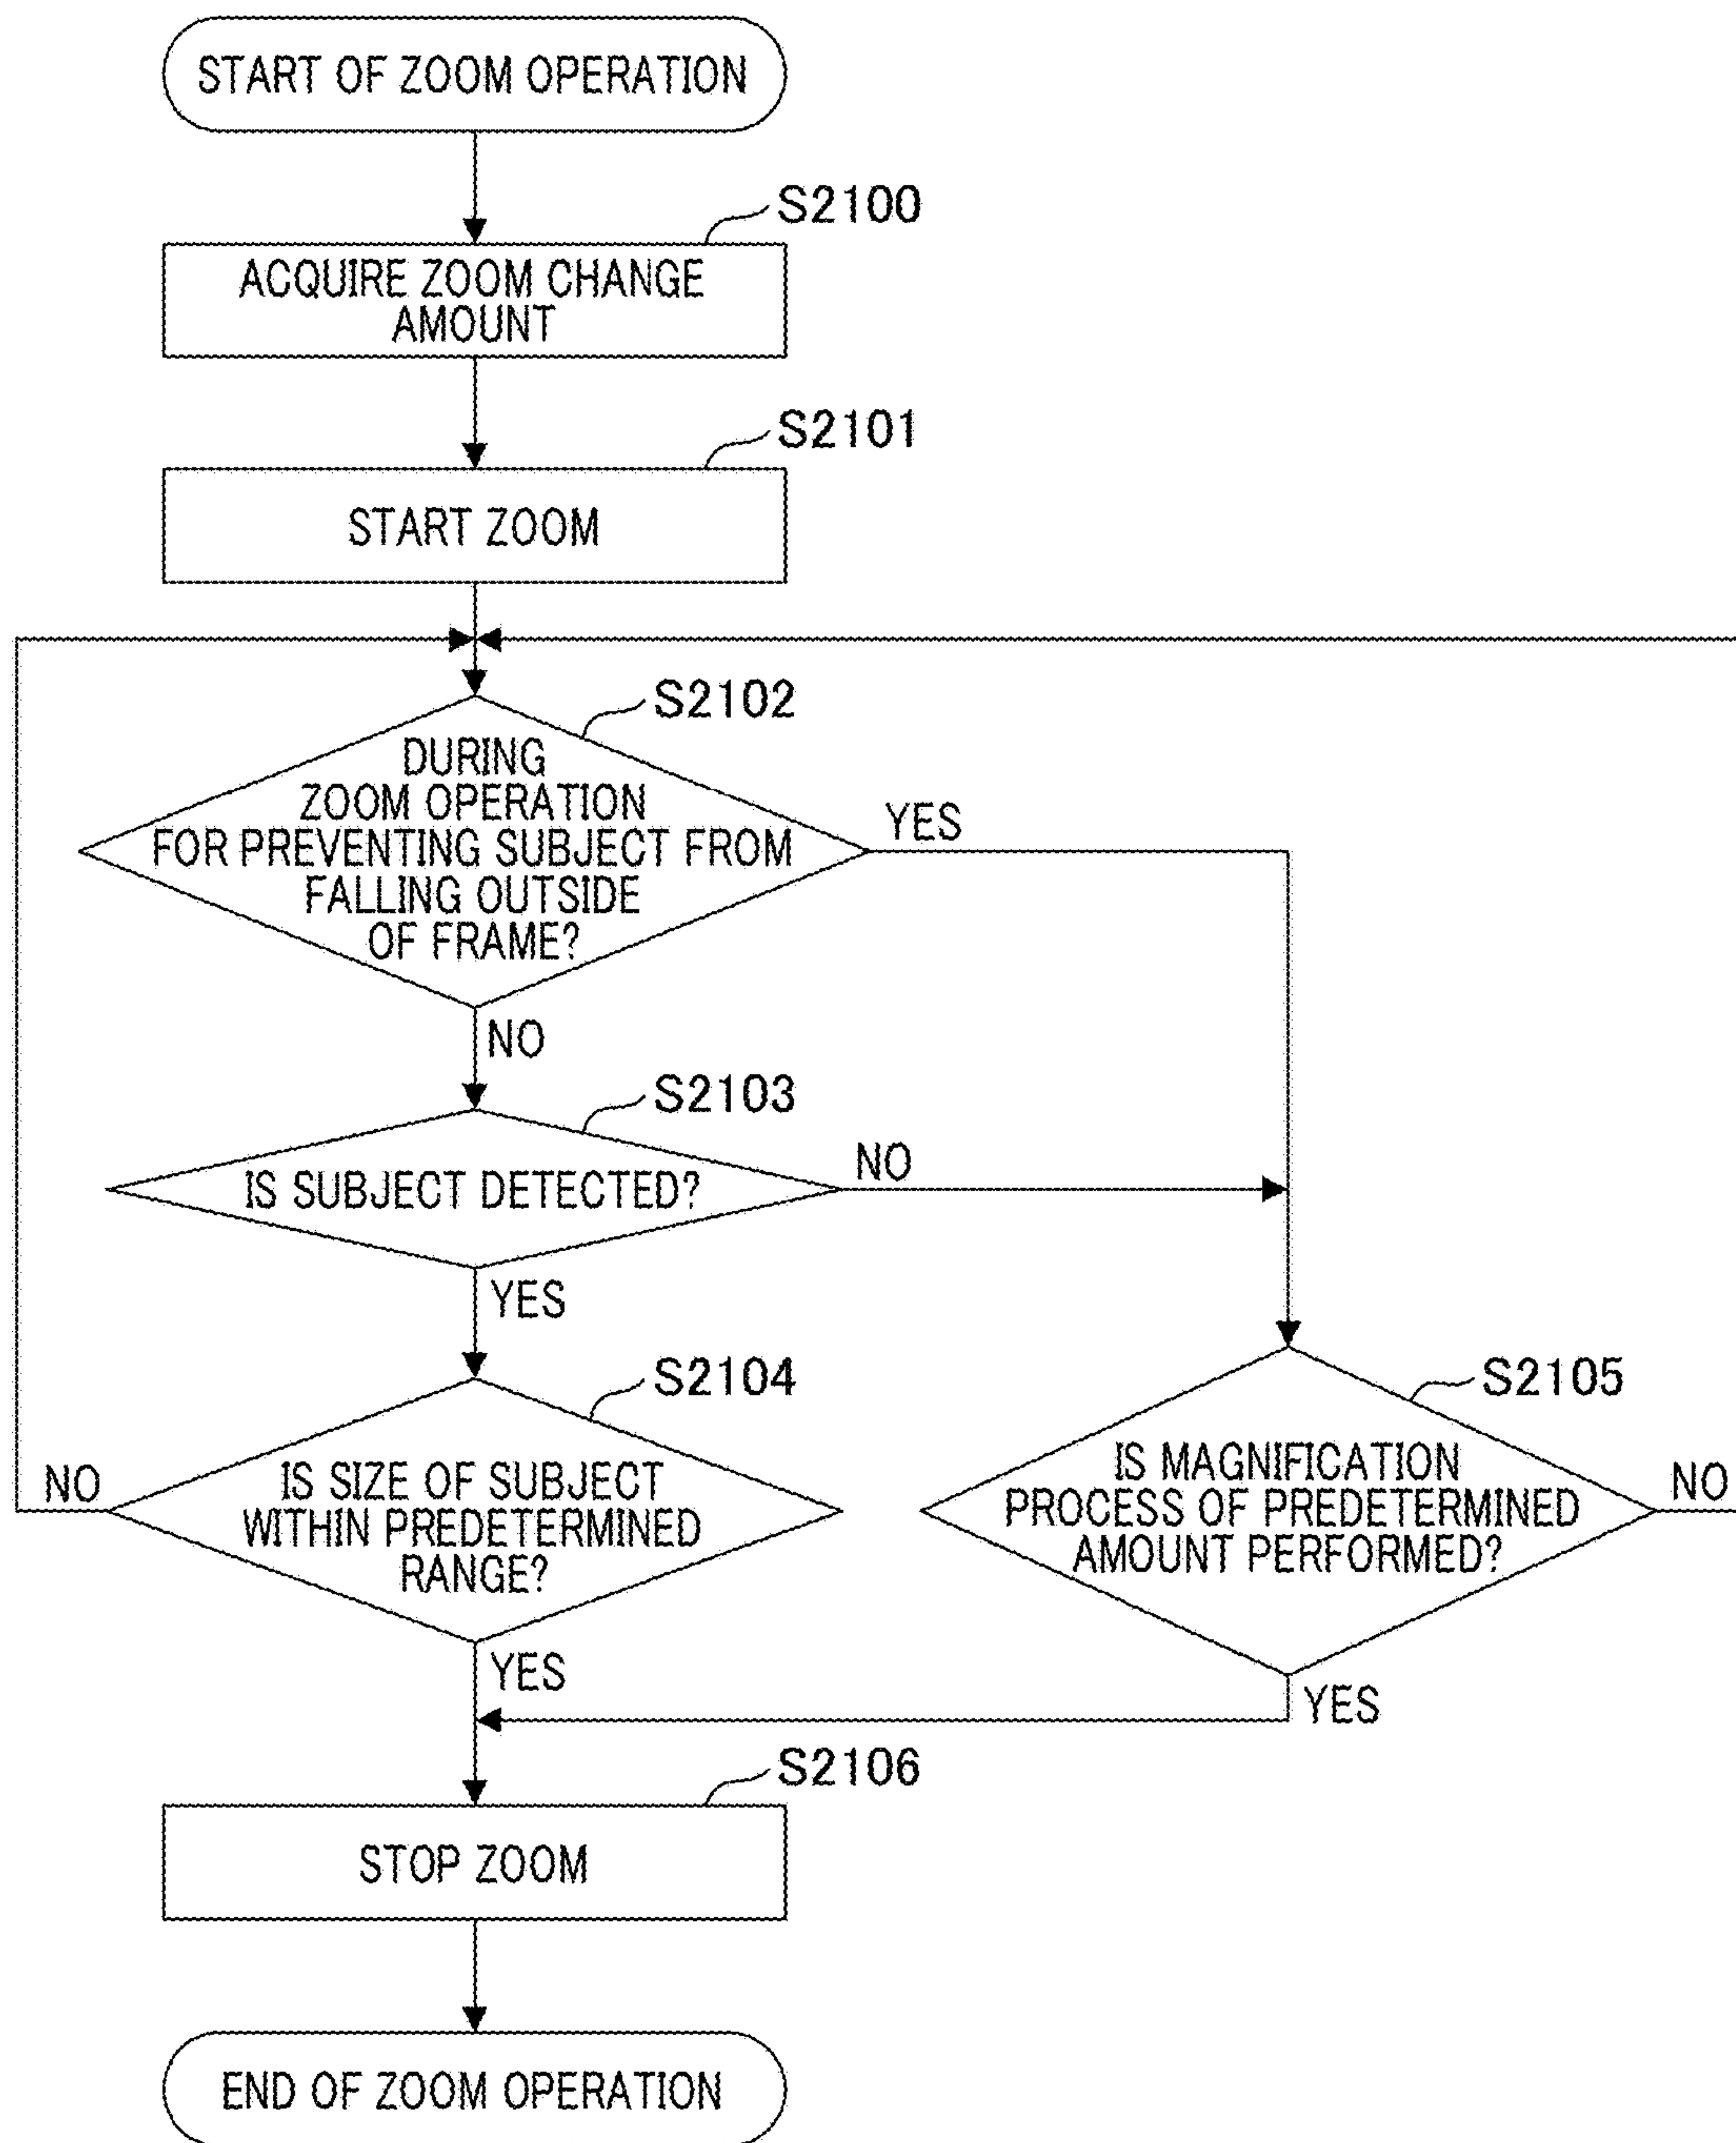 START OF ZOOM OPERATION
S2100
ACQUIRE ZOOM CHANGE
AMOUNT
S2101
START ZOOM
S2102
DURING
ZOOM OPERATION
FOR PREVENTING SUBJECT FROM
FALLING OUTSIDE
OF FRAME?
YES
NO
S2103
IS SUBJECT DETECTED?
NO
YES
S2104
IS SIZE OF SUBJECT
WITHIN PREDETERMINED
RANGE?
NO
YES
S2105
IS MAGNIFICATION
PROCESS OF PREDETERMINED
AMOUNT PERFORMED?
NO
YES
S2106
STOP ZOOM
END OF ZOOM OPERATION